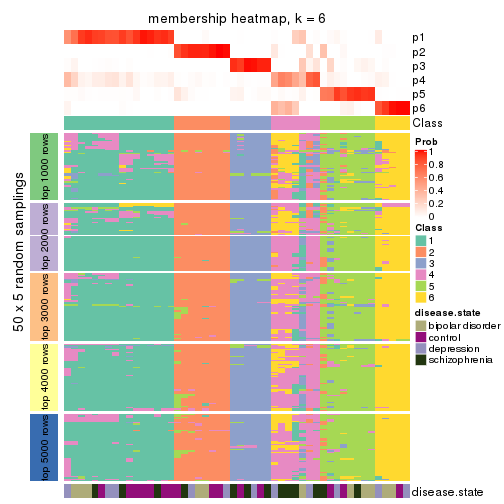 membership heatmap, k = 6
p1
p2
p3
p4
p5
p6
Class
50 x 5 random samplings
top 1000 rows
top 2000 rows
top 3000 rows
top 4000 rows
top 5000 rows
Prob
1
0.8
0.6
0.4
0.2
0
Class
1
2
3
4
5
6
disease.state
bipolar disorder
control
depression
schizophrenia
disease.state